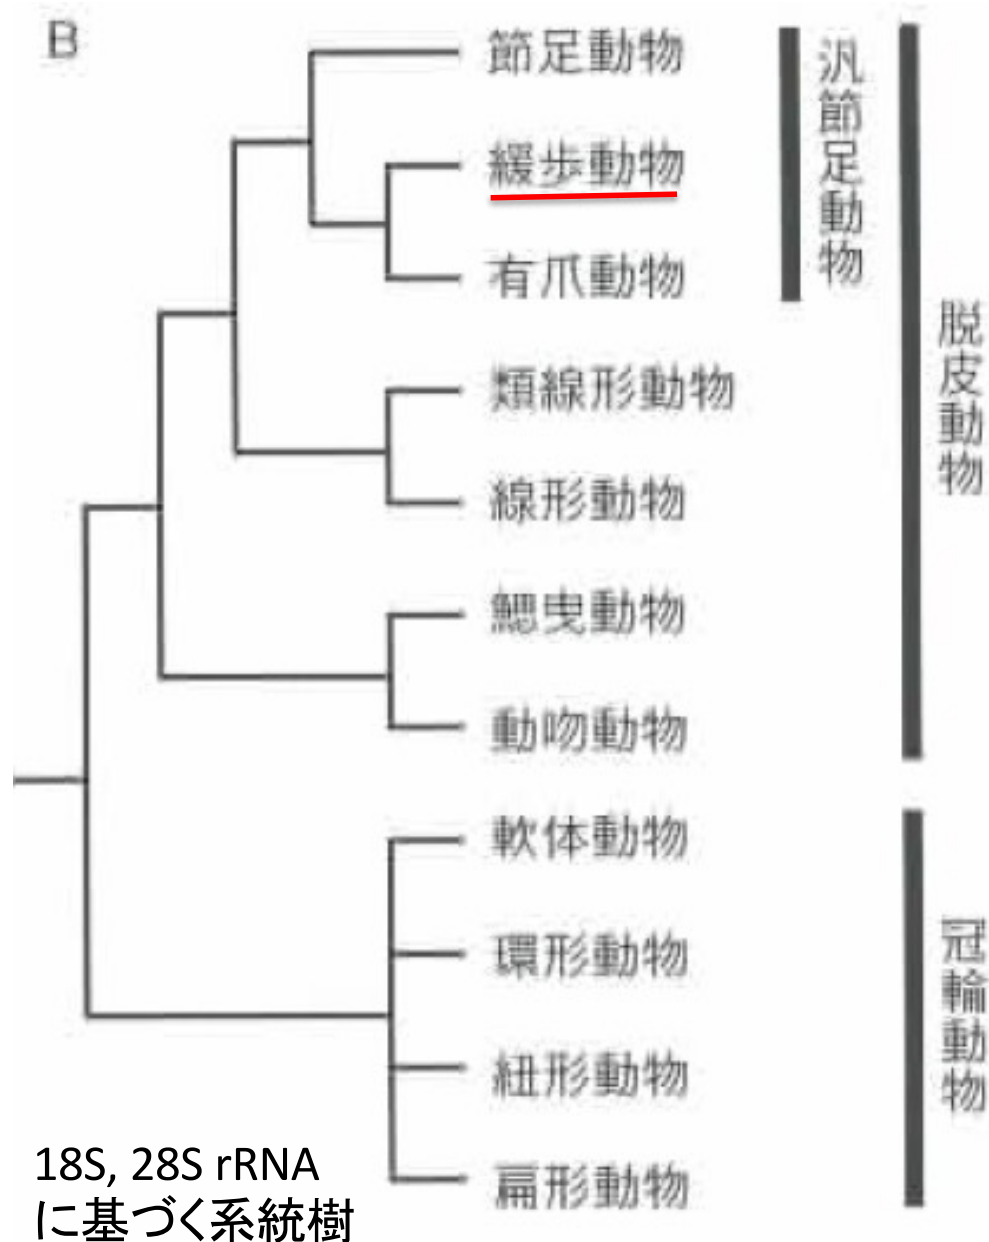 B
節足動物
緩歩動物
有爪動物
類線形動物
線形動物
鰓曳動物
動吻動物
軟体動物
環形動物
紐形動物
扁形動物
汎節足動物
脱皮動物
冠輪動物
18S, 28S rRNA
に基づく系統樹